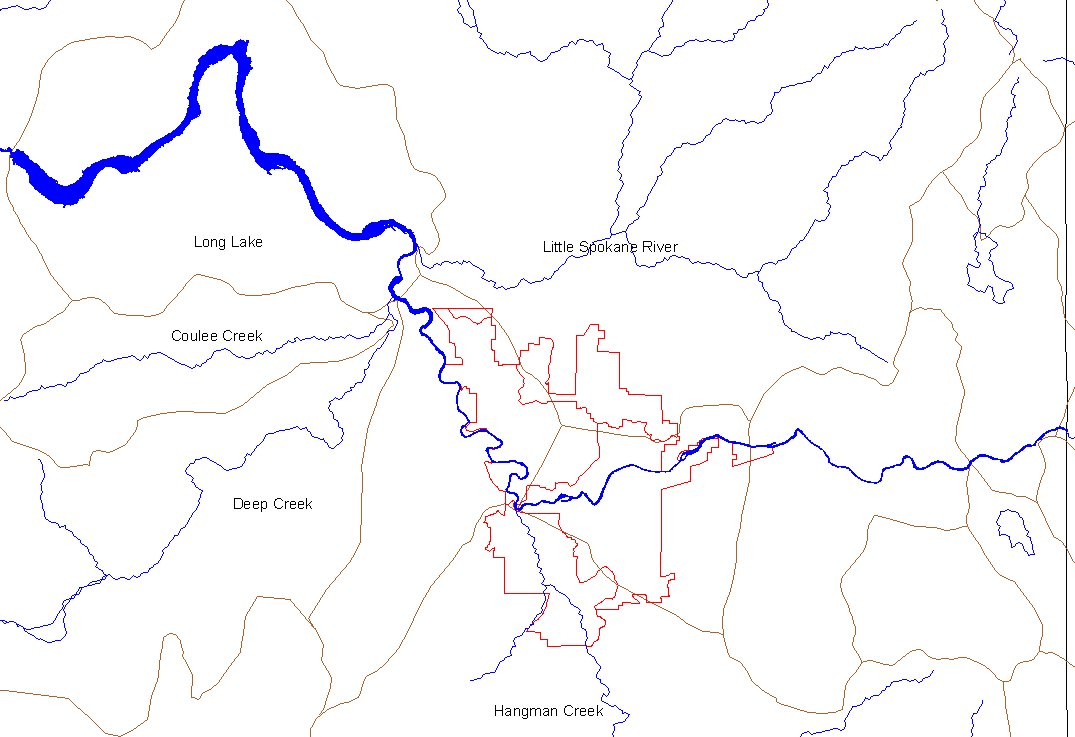 Long Lake
Little Spokane River
Coulee Creek
Deep Creek
Hangman Creek